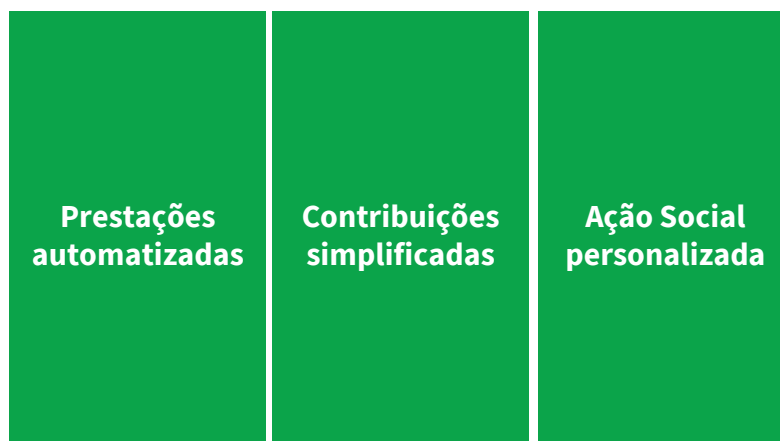 Prestações
automatizadas
Contribuições
simplificadas
Ação Social
personalizada